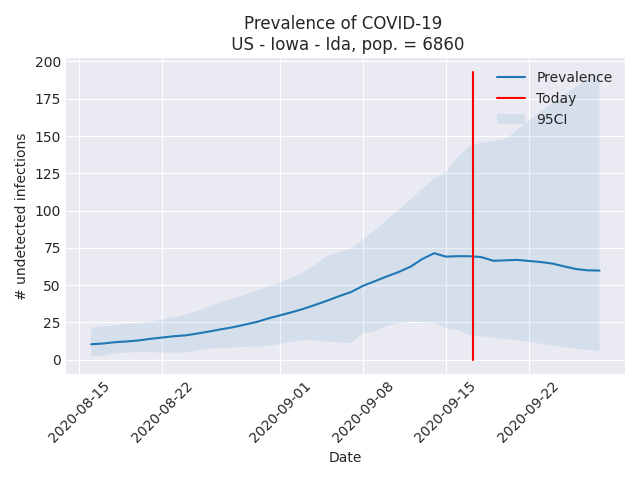 Prevalence of COVID-19
US - Iowa - Ida, pop. = 6860
200
175
150
125
100
75
50
25
0
# undetected infections
Prevalence
Today
95CI
2020-08-15
2020-08-22
2020-09-01
2020-09-08
2020-09-15
2020-09-22
Date